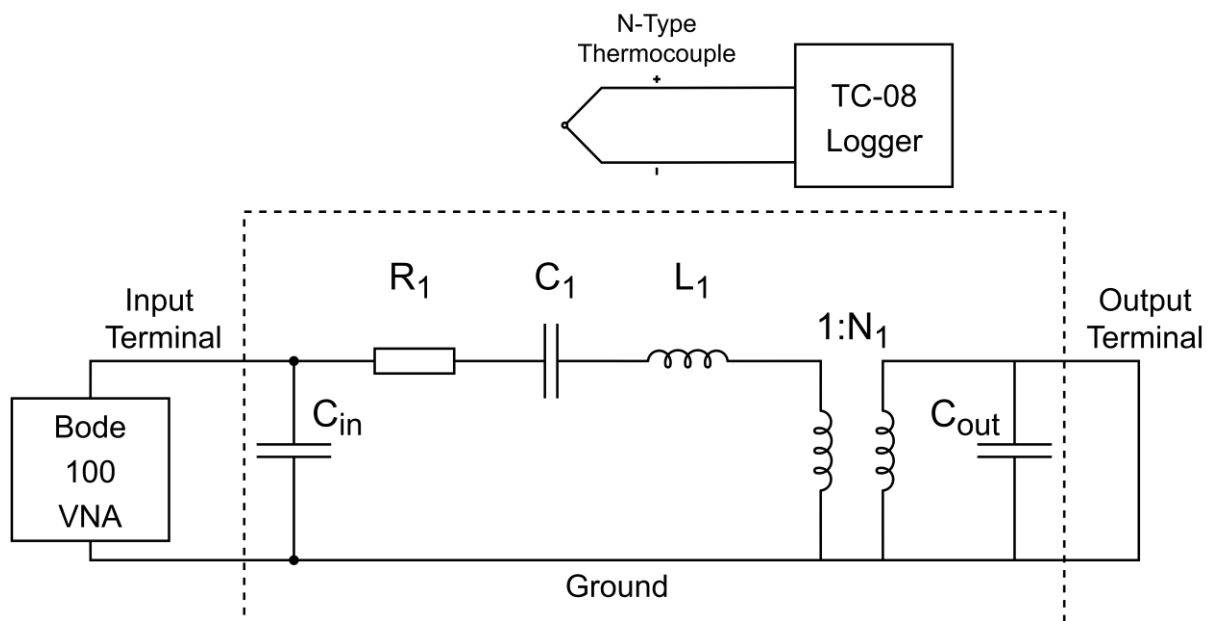 N-Type
Thermocouple
+
-
TC-08
Logger
Input
Terminal
R1
C1
L1
1:N1
Output
Terminal
Bode
100
VNA
Cin
Cout
Ground